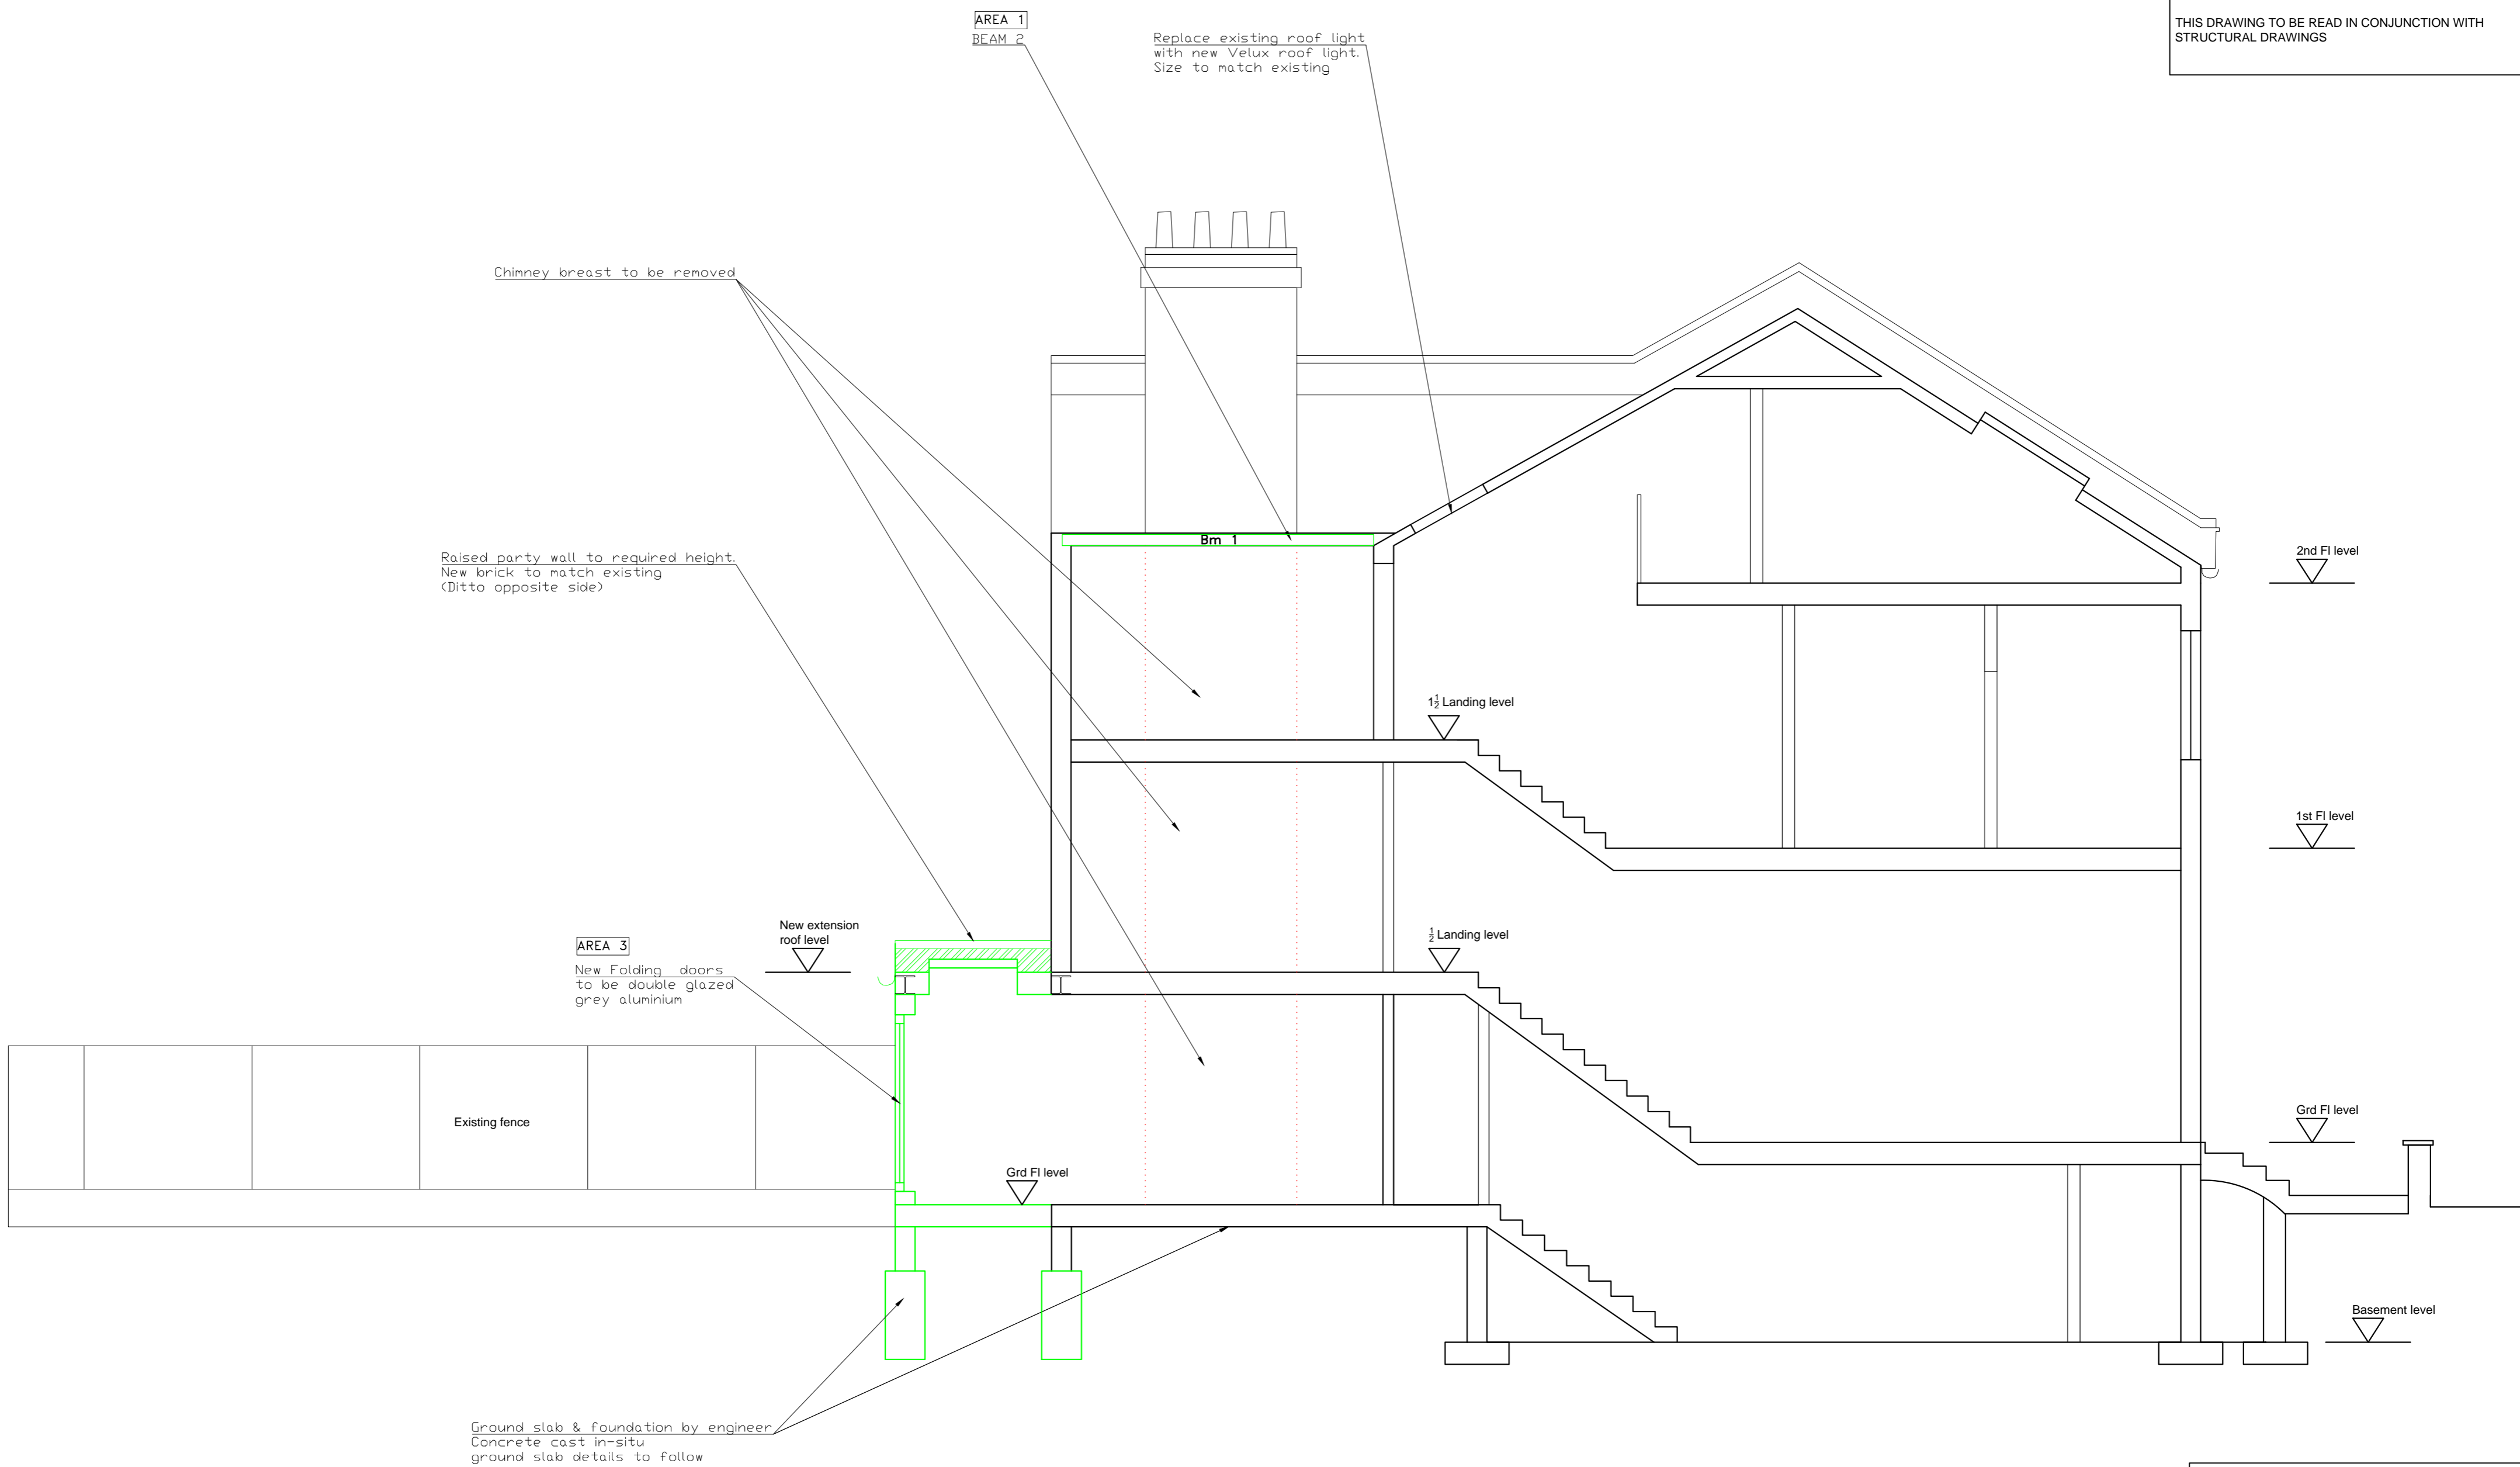 AREA 1
BEAM 2
Replace existing roof light
with new Velux roof light.
Size to match existing
THIS DRAWING TO BE READ IN CONJUNCTION WITH
STRUCTURAL DRAWINGS
Chimney breast to be removed
Bm 1
Raised party wall to required height.
New brick to match existing
(Ditto opposite side)
2nd Fl level
1½ Landing level
1st Fl level
New extension
roof level
½ Landing level
AREA 3
New Folding doors
to be double glazed
grey aluminium
Existing fence
Grd Fl level
Grd Fl level
Basement level
Ground slab & foundation by engineer
Concrete cast in-situ
ground slab details to follow